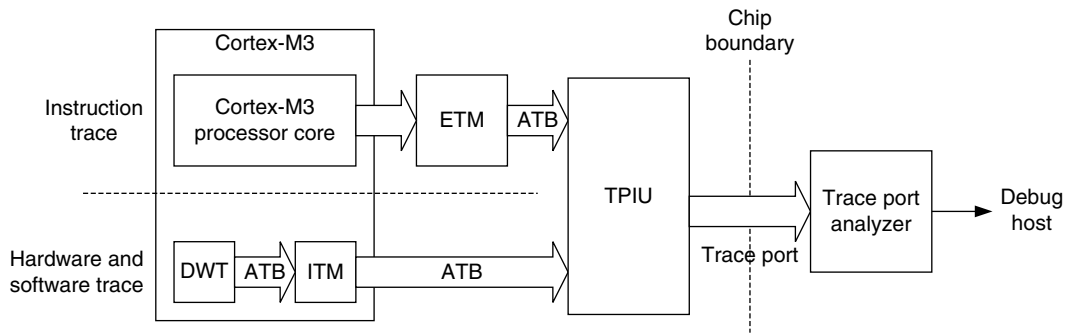 Chip
boundary
Cortex-M3
Instruction
trace
Cortex-M3
processor core
ETM
ATB
TPIU
Trace port
analyzer
Debug
host
Trace port
Hardware and
software trace
DWT
ATB
ITM
ATB